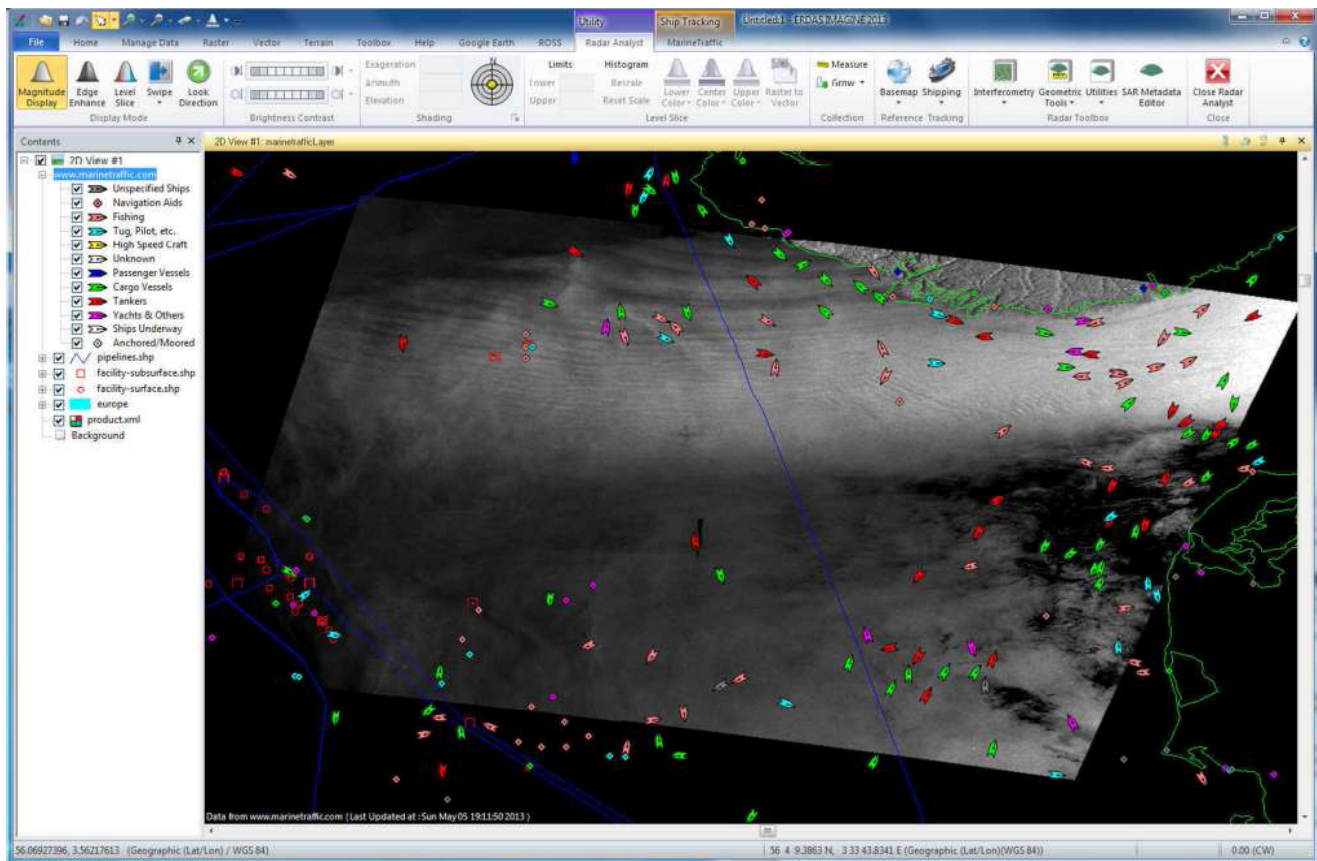 Utility
Ship Tracking
Untitled:1 - ERDAS IMAGINE 2013
File
Home
Manage Data
Raster
Vector
Terrain
Toolbox
Help
Google Earth
ROSS
Radar Analyst
MarineTraffic
Magnitude Display
Edge Enhance
Level Slice
Swipe
Look Direction
Display Mode
Brightness Contrast
Exageration
Azimuth
Elevation
N
Shading
Limits
Lower
Upper
Histogram
Rescale
Reset Scale
Lower Color
Center Color
Upper Color
Raster to Vector
Level Slice
Measure
Grow
Collection
Basemap
Reference
Shipping
Tracking
Interferometry
Geometric Tools
Utilities
SAR Metadata Editor
Radar Toolbox
Close Radar Analyst
Close
Contents
2D View #1
www.marinetraffic.com
Unspecified Ships
Navigation Aids
Fishing
Tug, Pilot, etc.
High Speed Craft
Unknown
Passenger Vessels
Cargo Vessels
Tankers
Yachts & Others
Ships Underway
Anchored/Moored
pipelines.shp
facility-subsurface.shp
facility-surface.shp
europe
product.xml
Background
2D View #1: marinetrafficLayer
Data from www.marinetraffic.com (Last Updated at :Sun May 05 19:11:50 2013 )
56.06927396, 3.56217613 (Geographic (Lat/Lon) / WGS 84)
56 4 9.3863 N, 3 33 43.8341 E (Geographic (Lat/Lon)(WGS 84))
0.00 (CW)